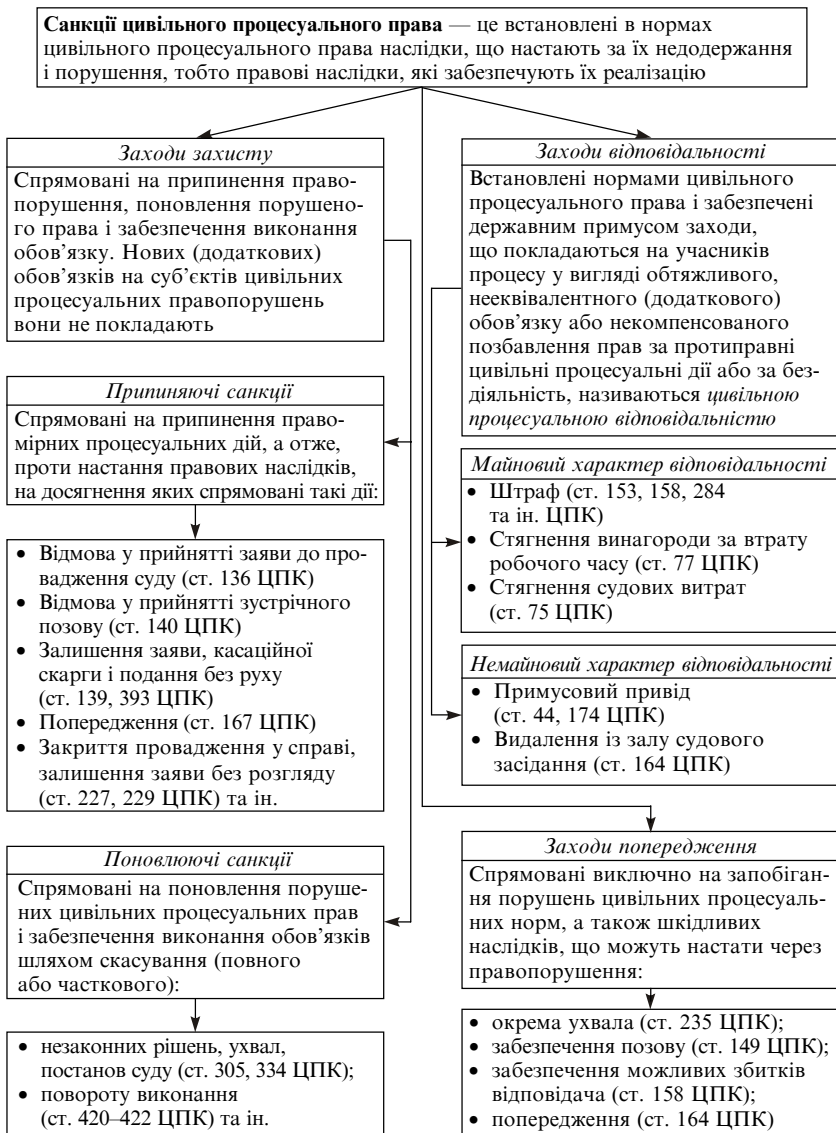 Санкції цивільного процесуального права — це встановлені в нормах
цивільного процесуального права наслідки, що настають за їх недодержання
і порушення, тобто правові наслідки, які забезпечують їх реалізацію
Заходи захисту
Спрямовані на припинення право-
порушення, поновлення порушено-
го права і забезпечення виконання
обов'язку. Нових (додаткових)
обов'язків на суб'єктів цивільних
процесуальних правопорушень
вони не покладають
Припиняючі санкції
Спрямовані на припинення право-
мірних процесуальних дій, а отже,
проти настання правових наслідків,
на досягнення яких спрямовані такі дії:
• Відмова у прийнятті заяви до про-
вадження суду (ст. 136 ЦПК)
• Відмова у прийнятті зустрічного
позову (ст. 140 ЦПК)
• Залишення заяви, касаційної
скарги і подання без руху
(ст. 139, 393 ЦПК)
• Попередження (ст. 167 ЦПК)
• Закриття провадження у справі,
залишення заяви без розгляду
(ст. 227, 229 ЦПК) та ін.
Поновлюючі санкції
Спрямовані на поновлення поруше-
них цивільних процесуальних прав
і забезпечення виконання обов'язків
шляхом скасування (повного
або часткового):
• незаконних рішень, ухвал,
постанов суду (ст. 305, 334 ЦПК);
• повороту виконання
(ст. 420–422 ЦПК) та ін.
Заходи відповідальності
Встановлені нормами цивільного
процесуального права і забезпечені
державним примусом заходи,
що покладаються на учасників
процесу у вигляді обтяжливого,
нееквівалентного (додаткового)
обов'язку або некомпенсованого
позбавлення прав за протиправні
цивільні процесуальні дії або за без-
діяльність, називаються цивільною
процесуальною відповідальністю
Майновий характер відповідальності
• Штраф (ст. 153, 158, 284
та ін. ЦПК)
• Стягнення винагороди за втрату
робочого часу (ст. 77 ЦПК)
• Стягнення судових витрат
(ст. 75 ЦПК)
Немайновий характер відповідальності
• Примусовий привід
(ст. 44, 174 ЦПК)
• Видалення із залу судового
засідання (ст. 164 ЦПК)
Заходи попередження
Спрямовані виключно на запобіган-
ня порушень цивільних процесуаль-
них норм, а також шкідливих
наслідків, що можуть настати через
правопорушення:
• окрема ухвала (ст. 235 ЦПК);
• забезпечення позову (ст. 149 ЦПК);
• забезпечення можливих збитків
відповідача (ст. 158 ЦПК);
• попередження (ст. 164 ЦПК)